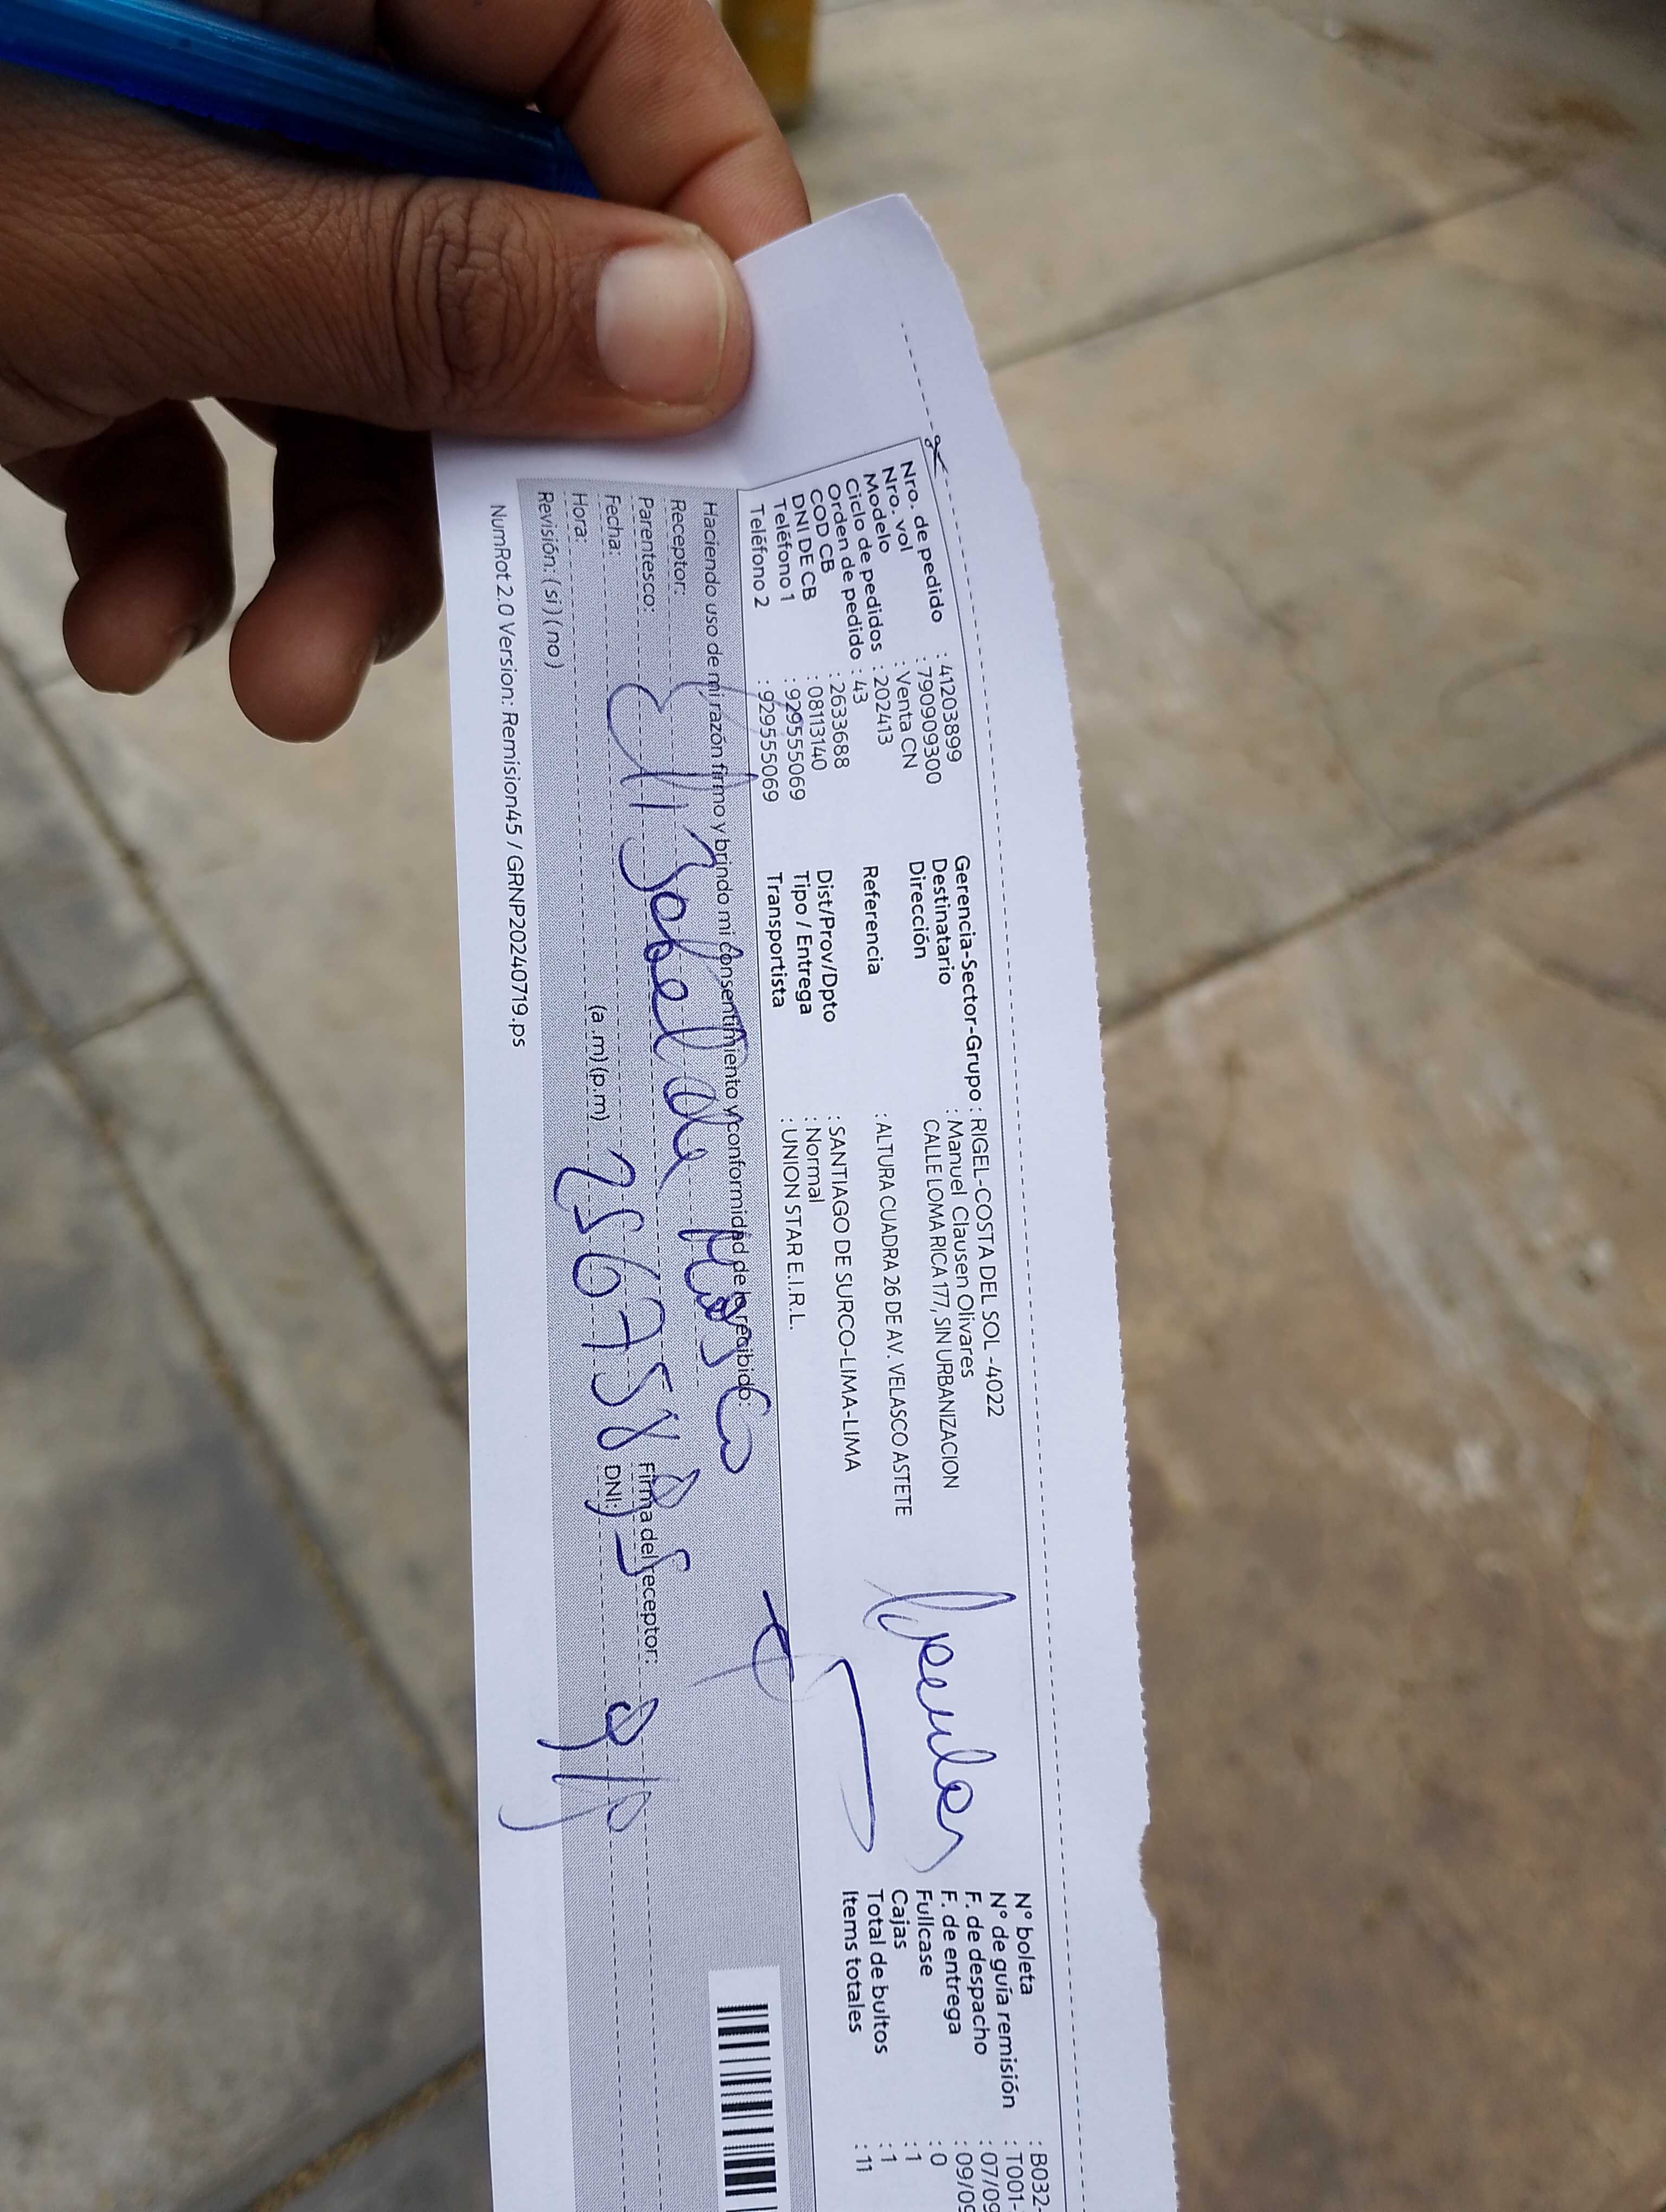 Nro. de pedido : 41203899
Nro. vol : 790909300
Modelo : Venta CN
Ciclo de pedidos : 202413
Orden de pedido : 43
COD CB : 2633688
DNI DE CB : 08113140
Teléfono 1 : 929555069
Teléfono 2 : 929555069
Gerencia-Sector-Grupo : RIGEL-COSTA DEL SOL -4022
Destinatario : Manuel Clausen Olivares
Dirección CALLE LOMA RICA 177, SIN URBANIZACION
Referencia : ALTURA CUADRA 26 DE AV. VELASCO ASTETE
Dist/Prov/Dpto : SANTIAGO DE SURCO-LIMA-LIMA
Tipo / Entrega : Normal
Transportista : UNION STAR E.I.R.L.
N° boleta : B032-
N° de guía remisión : T001-
F. de despacho : 07/09
F. de entrega : 09/09
Fullcase : 0
Cajas : 1
Total de bultos : 1
Items totales : 11
Haciendo uso de mi razón firmo y brindo mi consentimiento y conformidad de lo recibido:
Receptor:
Parentesco:
Fecha:
Hora: (a.m) (p.m)
Revisión: (si) (no)
Firma del receptor:
DNI:
NumRot 2.0 Version: Remision45 / GRNP20240719.ps